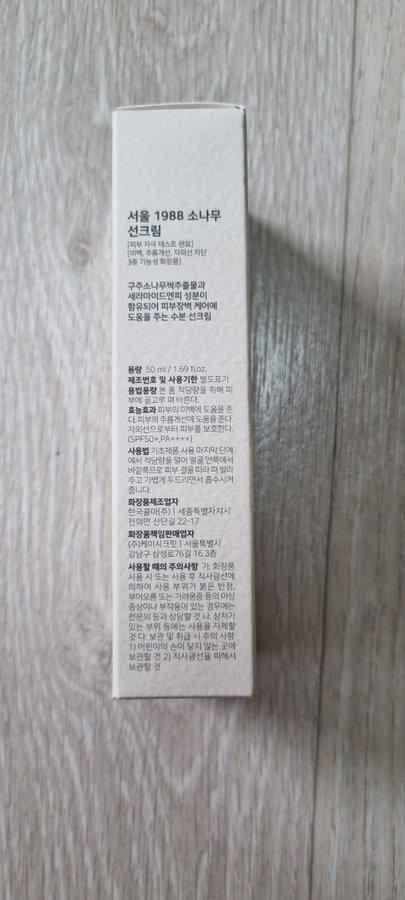 서울 1988 소나무
선크림
[피부 자극 테스트 완료]
[미백, 주름개선, 자외선 차단
3중 기능성 화장품]
구주소나무싹추출물과
세라마이드엔피 성분이
함유되어 피부장벽 케어에
도움을 주는 수분 선크림
용량 50 ml / 1.69 fl.oz.
제조번호 및 사용기한 별도표기
용법용량 본 품 적당량을 취해 피
부에 골고루 펴 바른다.
효능효과 피부의 미백에 도움을 준
다. 피부의 주름개선에 도움을 준다.
자외선으로부터 피부를 보호한다.
(SPF50+,PA++++)
사용법 기초제품 사용 마지막 단계
에서 적당량을 덜어 얼굴 안쪽에서
바깥쪽으로 피부 결을 따라 펴 발라
주고 가볍게 두드리면서 흡수시켜
줍니다.
화장품제조업자
한국콜마(주) | 세종특별자치시
전의면 산단길 22-17
화장품책임판매업자
(주)케이시크릿 | 서울특별시
강남구 삼성로76길 16 3층
사용할 때의 주의사항 가. 화장품
사용 시 또는 사용 후 직사광선에
의하여 사용 부위가 붉은 반점,
부어오름 또는 가려움증 등의 이상
증상이나 부작용이 있는 경우에는
전문의 등과 상담할 것 나. 상처가
있는 부위 등에는 사용을 자제할
것 다. 보관 및 취급 시 주의 사항
1) 어린이의 손이 닿지 않는 곳에
보관할 것 2) 직사광선을 피해서
보관할 것